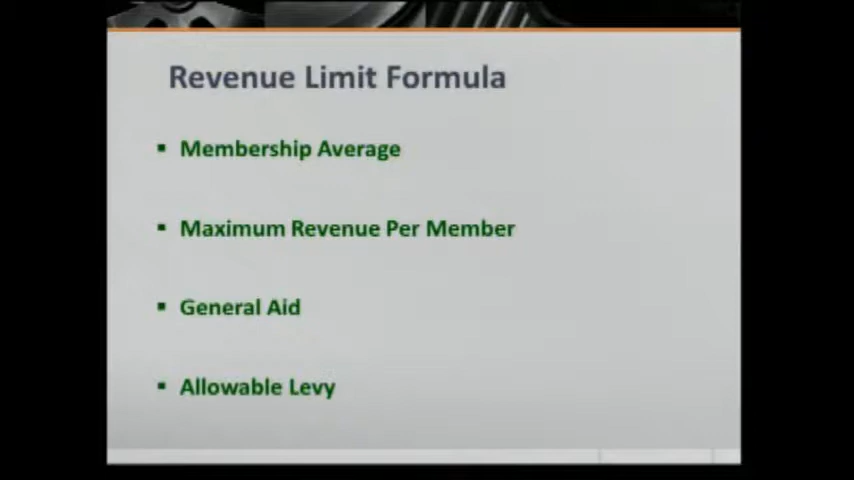 Revenue Limit Formula
▪ Membership Average
▪ Maximum Revenue Per Member
▪ General Aid
▪ Allowable Levy